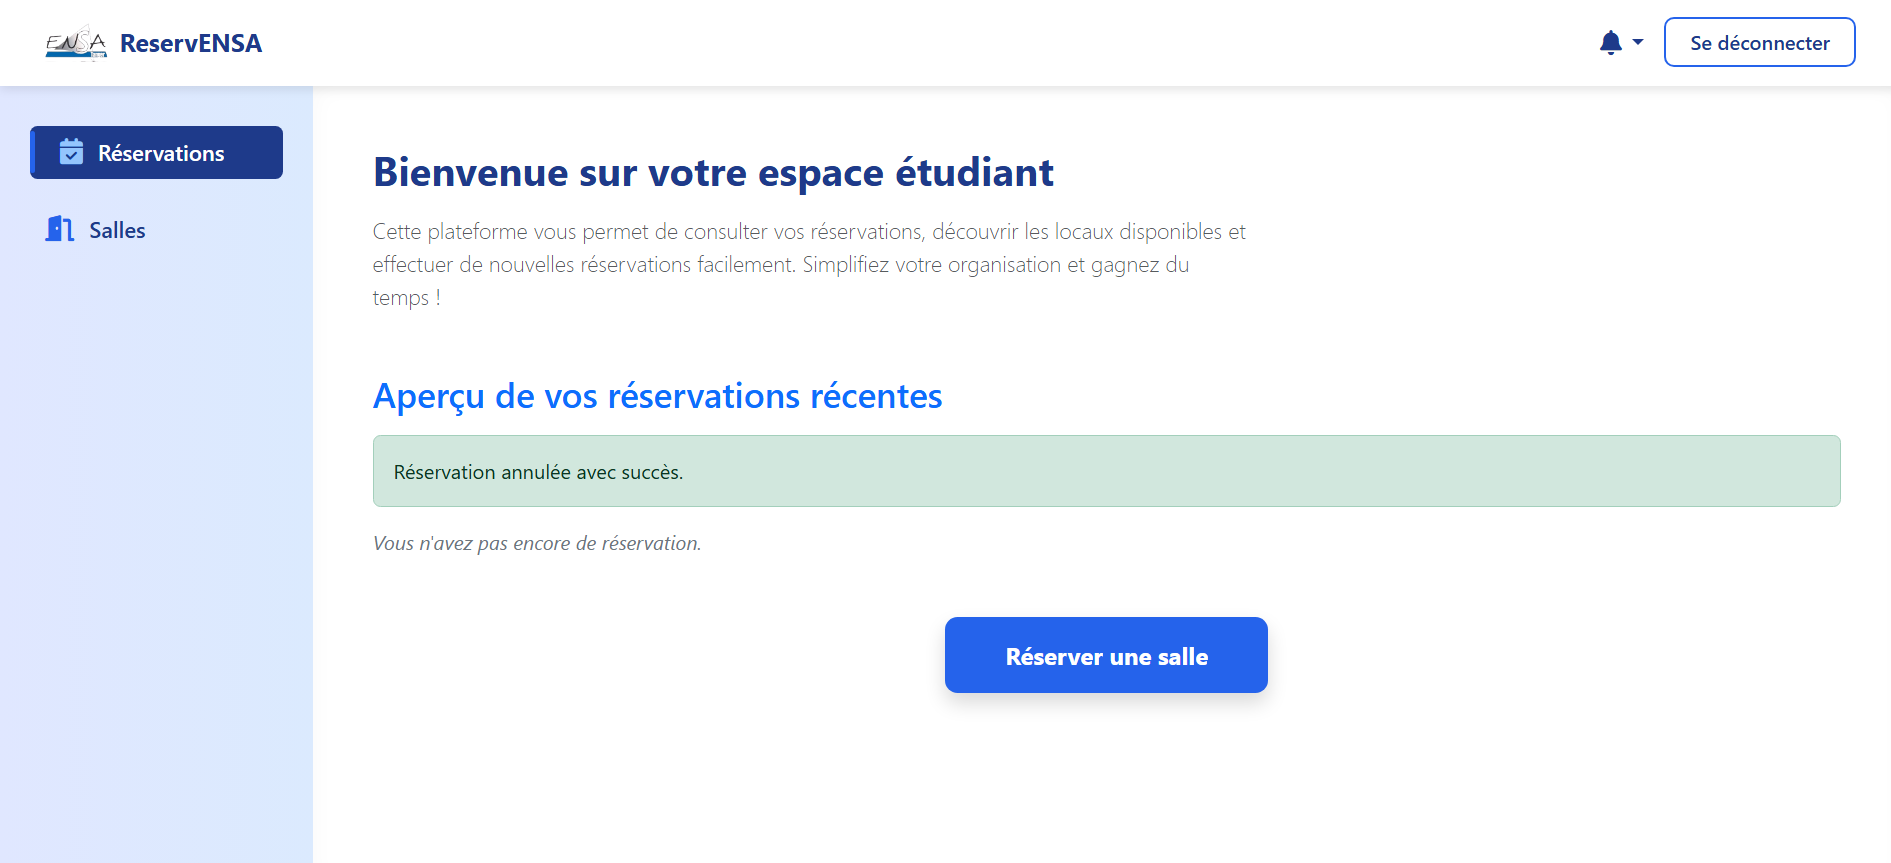 ENSA
ReservENSA
Se déconnecter
Réservations
Salles
Bienvenue sur votre espace étudiant
Cette plateforme vous permet de consulter vos réservations, découvrir les locaux disponibles et
effectuer de nouvelles réservations facilement. Simplifiez votre organisation et gagnez du
temps !
Aperçu de vos réservations récentes
Réservation annulée avec succès.
Vous n'avez pas encore de réservation.
Réserver une salle